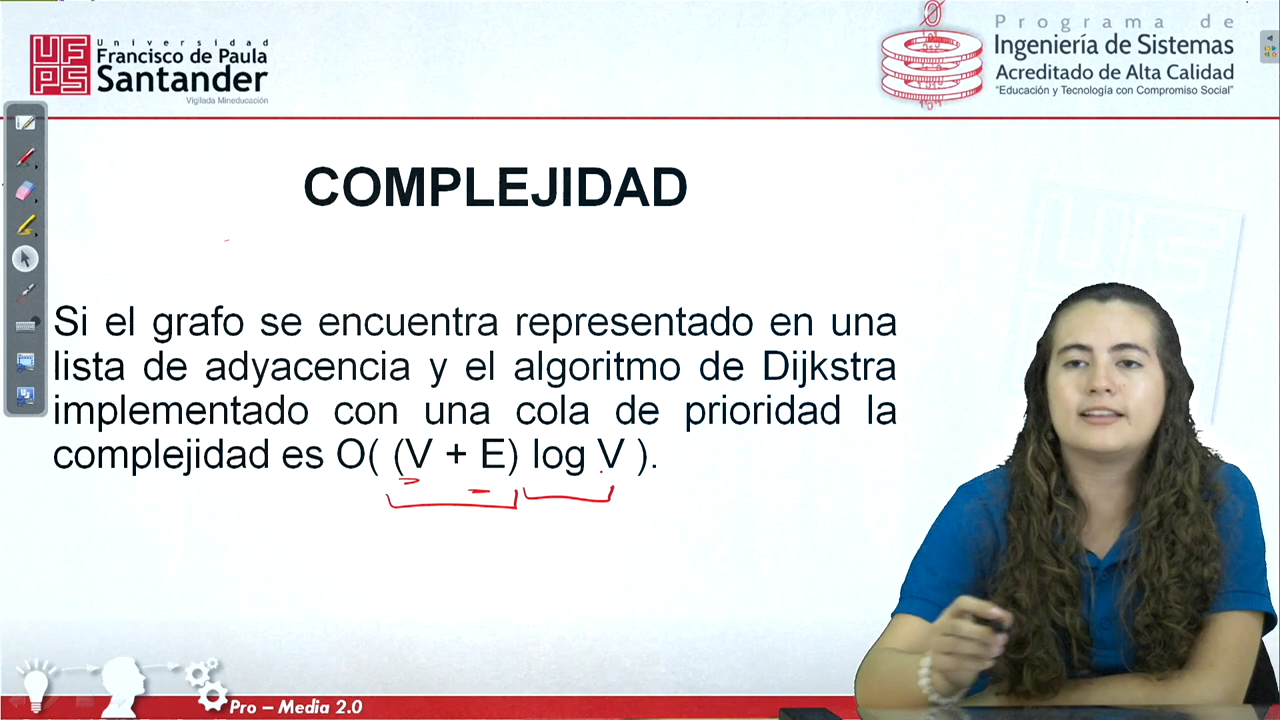 UFPS
Universidad
Francisco de Paula
Santander
Vigilada Mineducación
Programa de
Ingeniería de Sistemas
Acreditado de Alta Calidad
"Educación y Tecnología con Compromiso Social"
COMPLEJIDAD
Si el grafo se encuentra representado en una
lista de adyacencia y el algoritmo de Dijkstra
implementado con una cola de prioridad la
complejidad es O( (V + E) log V ).
Pro – Media 2.0